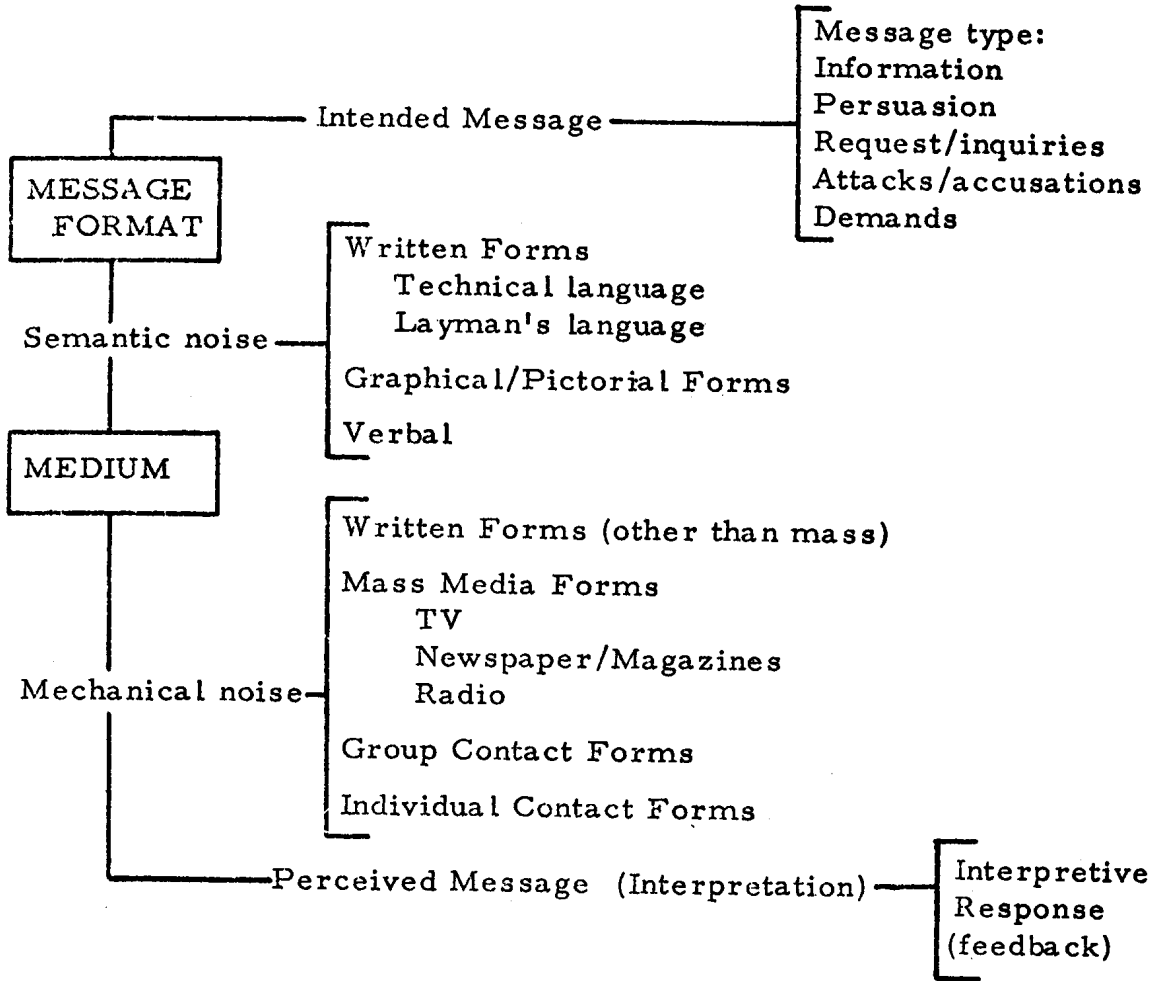 Message type:
Information
Intended Message
Persuasion
Request/inquiries
Attacks/accusations
Demands
MESSAGE
FORMAT
Written Forms
Technical language
Layman's language
Semantic noise
Graphical/Pictorial Forms
Verbal
MEDIUM
Written Forms (other than mass)
Mass Media Forms
TV
Newspaper/Magazines
Mechanical noise
Radio
Group Contact Forms
Individual Contact Forms
Perceived Message (Interpretation)
Interpretive
Response
(feedback)